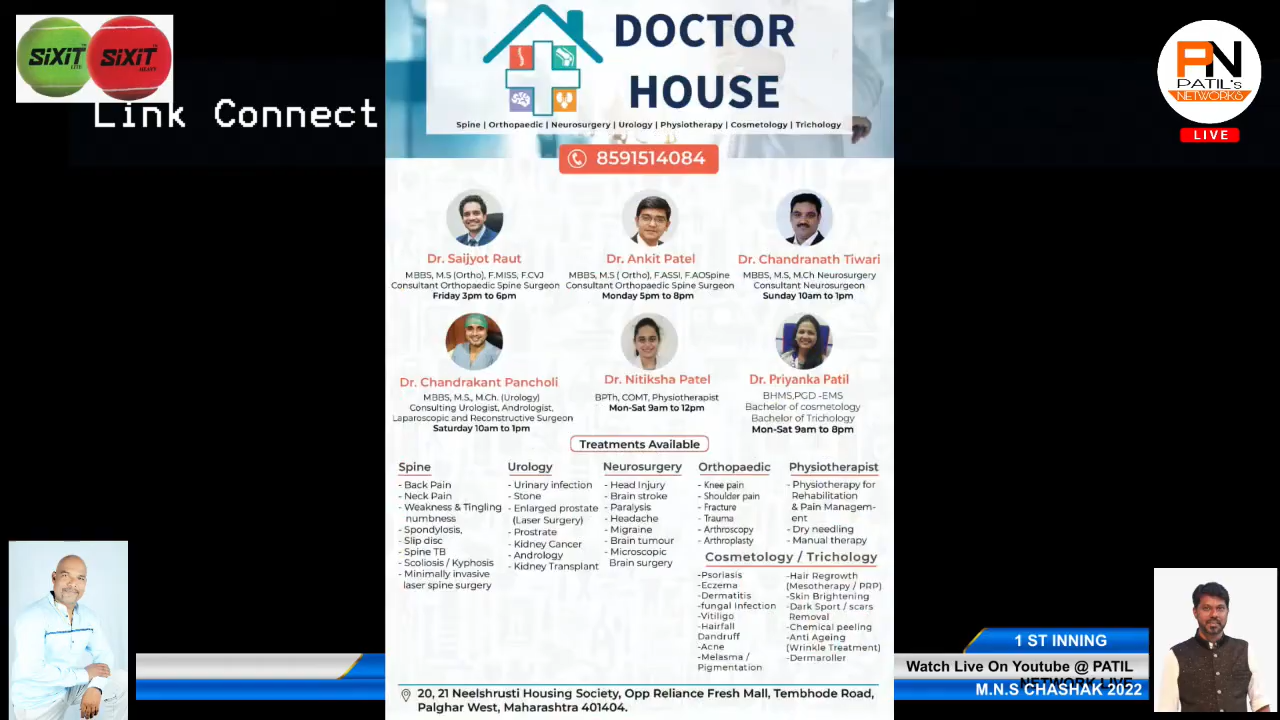 SiXiT LITE
SiXiT HEAVY
Link Connect
DOCTOR
HOUSE
Spine | Orthopaedic | Neurosurgery | Urology | Physiotherapy | Cosmetology | Trichology
8591514084
PN
PATIL's
NETWORKS
LIVE
Dr. Saijyot Raut
MBBS, M.S (Ortho), F.MISS, F.CVJ
Consultant Orthopaedic Spine Surgeon
Friday 3pm to 6pm
Dr. Ankit Patel
MBBS, M.S ( Ortho), F.ASSI, F.AOSpine
Consultant Orthopaedic Spine Surgeon
Monday 5pm to 8pm
Dr. Chandranath Tiwari
MBBS, M.S, M.Ch Neurosurgery
Consultant Neurosurgeon
Sunday 10am to 1pm
Dr. Chandrakant Pancholi
MBBS, M.S., M.Ch. (Urology)
Consulting Urologist, Andrologist,
Laparoscopic and Reconstructive Surgeon
Saturday 10am to 1pm
Dr. Nitiksha Patel
BPTh, COMT, Physiotherapist
Mon-Sat 9am to 12pm
Dr. Priyanka Patil
BHMS,PGD -EMS
Bachelor of cosmetology
Bachelor of Trichology
Mon-Sat 9am to 8pm
Treatments Available
Spine
- Back Pain
- Neck Pain
- Weakness & Tingling
numbness
- Spondylosis,
- Slip disc
- Spine TB
- Scoliosis / Kyphosis
- Minimally invasive
laser spine surgery
Urology
- Urinary infection
- Stone
- Enlarged prostate
(Laser Surgery)
- Prostrate
- Kidney Cancer
- Andrology
- Kidney Transplant
Neurosurgery
- Head Injury
- Brain stroke
- Paralysis
- Headache
- Migraine
- Brain tumour
- Microscopic
Brain surgery
Orthopaedic
- Knee pain
- Shoulder pain
- Fracture
- Trauma
- Arthroscopy
- Arthroplasty
Physiotherapist
- Physiotherapy for
Rehabilitation
& Pain Managem-
ent
- Dry needling
- Manual therapy
Cosmetology / Trichology
-Psoriasis
-Eczema
-Dermatitis
-fungal Infection
-Vitiligo
-Hairfall
Dandruff
-Acne
-Melasma /
Pigmentation
-Hair Regrowth
(Mesotherapy / PRP)
-Skin Brightening
-Dark Sport / scars
Removal
-Chemical peeling
-Anti Ageing
(Wrinkle Treatment)
-Dermaroller
20, 21 Neelshrusti Housing Society, Opp Reliance Fresh Mall, Tembhode Road,
Palghar West, Maharashtra 401404.
1 ST INNING
Watch Live On Youtube @ PATIL
NETWORK LIVE
M.N.S CHASHAK 2022